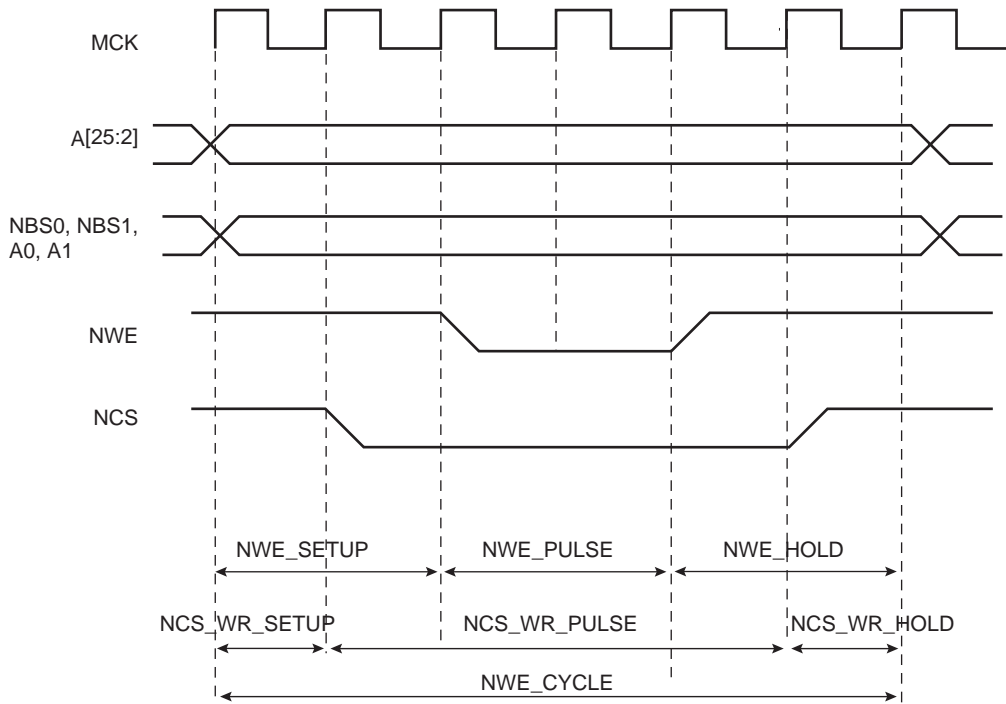 MCK
A[25:2]
NBS0, NBS1,
A0, A1
NWE
NCS
NWE_SETUP
NWE_PULSE
NWE_HOLD
NCS_WR_SETUP
NCS_WR_PULSE
NCS_WR_HOLD
NWE_CYCLE